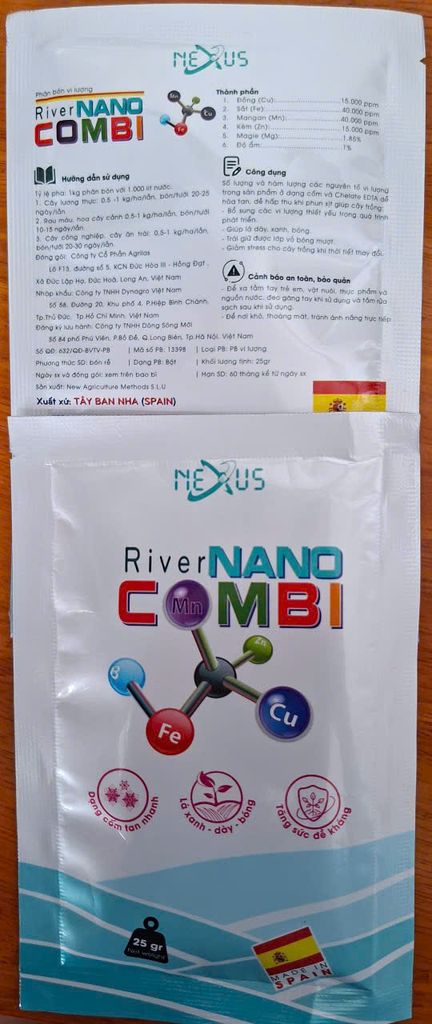 NEXUS
Phân bón vi lượng
RiverNANO
COMBI
Mn
Cu
Fe
Thành phần
1. Đồng (Cu):..........15.000 ppm
2. Sắt (Fe):..........40.000 ppm
3. Mangan (Mn):..........40.000 ppm
4. Kẽm (Zn):..........15.000 ppm
5. Magie (Mg):..........1.85%
6. Độ ẩm:..........1%
Hướng dẫn sử dụng
Tỷ lệ pha: 1kg phân bón với 1.000 lít nước.
1. Cây lương thực: 0.5 -1 kg/ha/lần, bón/tưới 20-25
ngày/lần
2. Rau màu, hoa cây cảnh 0.5-1 kg/ha/lần, bón/tưới
10-15 ngày/lần
3. Cây công nghiệp, cây ăn trái: 0.5-1 kg/ha/lần,
bón/tưới 20-30 ngày/lần
Đóng gói: Công ty Cổ Phần Agrilas
Lô F13, đường số 5, KCN Đức Hòa III - Hồng Đạt,
Xã Đức Lập Hạ, Đức Hoà, Long An, Việt Nam
Nhập khẩu: Công ty TNHH Dynagro Việt Nam
Số 58, Đường 20, Khu phố 4, P.Hiệp Bình Chánh,
Tp.Thủ Đức, Tp.Hồ Chí Minh, Việt Nam
Đăng ký lưu hành: Công ty TNHH Dòng Sông Mới
Số 84 phố Phú Viên, P.Bồ Đề, Q.Long Biên, Tp.Hà Nội, Việt Nam
Số QĐ: 632/QĐ-BVTV-PB | Mã số PB: 13398 | Loại PB: PB vi lượng
Phương thức SD: bón rễ | Dạng PB: Bột | Khối lượng tịnh: 25gr
Ngày sx và đóng gói: xem trên bao bì | Hạn SD: 60 tháng kể từ ngày sx
Sản xuất: New Agriculture Methods S.L.U
Xuất xứ: TÂY BAN NHA (SPAIN)
Công dụng
Số lượng và hàm lượng các nguyên tố vi lượng
trong sản phẩm ở dạng cốm và Chelate EDTA dễ
hòa tan, dễ hấp thu khi phun xịt giúp cây trồng:
- Bổ sung các vi lượng thiết yếu trong quá trình
phát triển.
- Giúp lá dày, xanh, bóng.
- Trái giữ được lớp vỏ bóng mượt.
- Giảm stress cho cây trồng khi thời tiết thay đổi.
Cảnh báo an toàn, bảo quản
- Để xa tầm tay trẻ em, vật nuôi, thực phẩm và
nguồn nước, đeo găng tay khi sử dụng và tắm rửa
sạch sau khi sử dụng.
- Để nơi khô, thoáng mát, tránh ánh nắng trực tiếp
NEXUS
RiverNANO
COMBI
Mn
Zn
B
Cu
Fe
Dạng cốm tan nhanh
Lá xanh - dày - bóng
Tăng sức đề kháng
25 gr
Net weight
MADE IN
SPAIN